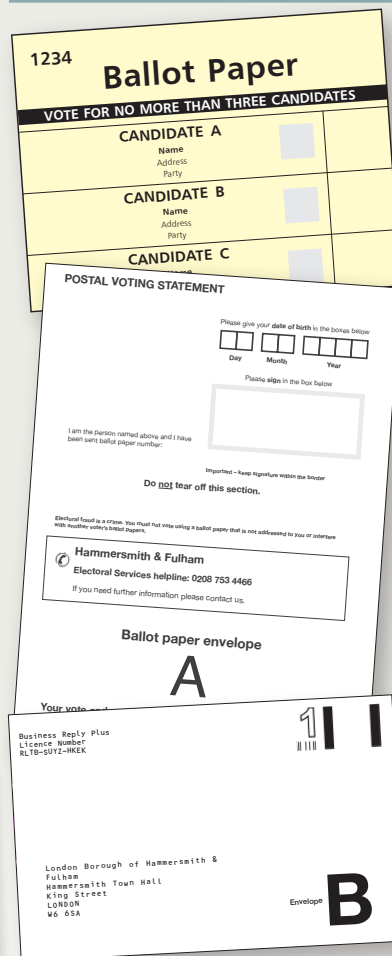 1234
Ballot Paper
VOTE FOR NO MORE THAN THREE CANDIDATES
CANDIDATE A
Name
Address
Party
CANDIDATE B
Name
Address
Party
CANDIDATE C
POSTAL VOTING STATEMENT
Please give your date of birth in the boxes below
Day Month Year
Please sign in the box below
I am the person named above and I have
been sent ballot paper number:
Important – keep signature within the border
Do not tear off this section.
Electoral fraud is a crime. You must not vote using a ballot paper that is not addressed to you or interfere
with another voter's ballot papers.
Hammersmith & Fulham
Electoral Services helpline: 0208 753 4466
If you need further information please contact us.
Ballot paper envelope
A
Your vote
Business Reply Plus
Licence Number
RLTB-SUYZ-HKEK
1
London Borough of Hammersmith &
Fulham
Hammersmith Town Hall
King Street
LONDON
W6 6SA
Envelope B